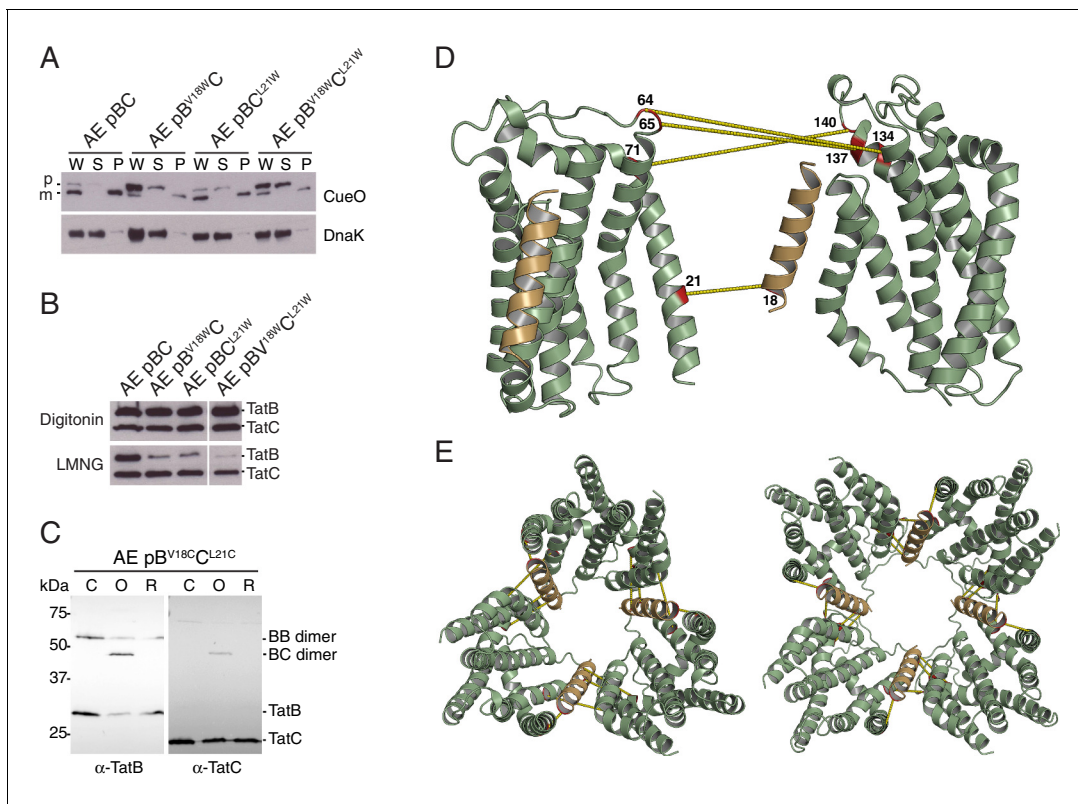 A
AE pBC
AE pB^V18W C
AE pBC^L21W
AE pB^V18W C^L21W
W S P W S P W S P W S P
p
m
CueO
DnaK
B
AE pBC
AE pB^V18W C
AE pBC^L21W
AE pBV^18W C^L21W
Digitonin
TatB
TatC
LMNG
TatB
TatC
C
AE pB^V18C C^L21C
kDa C O R C O R
75
50
37
25
BB dimer
BC dimer
TatB
TatC
α-TatB
α-TatC
D
64
65
71
140
134
137
21
18
E